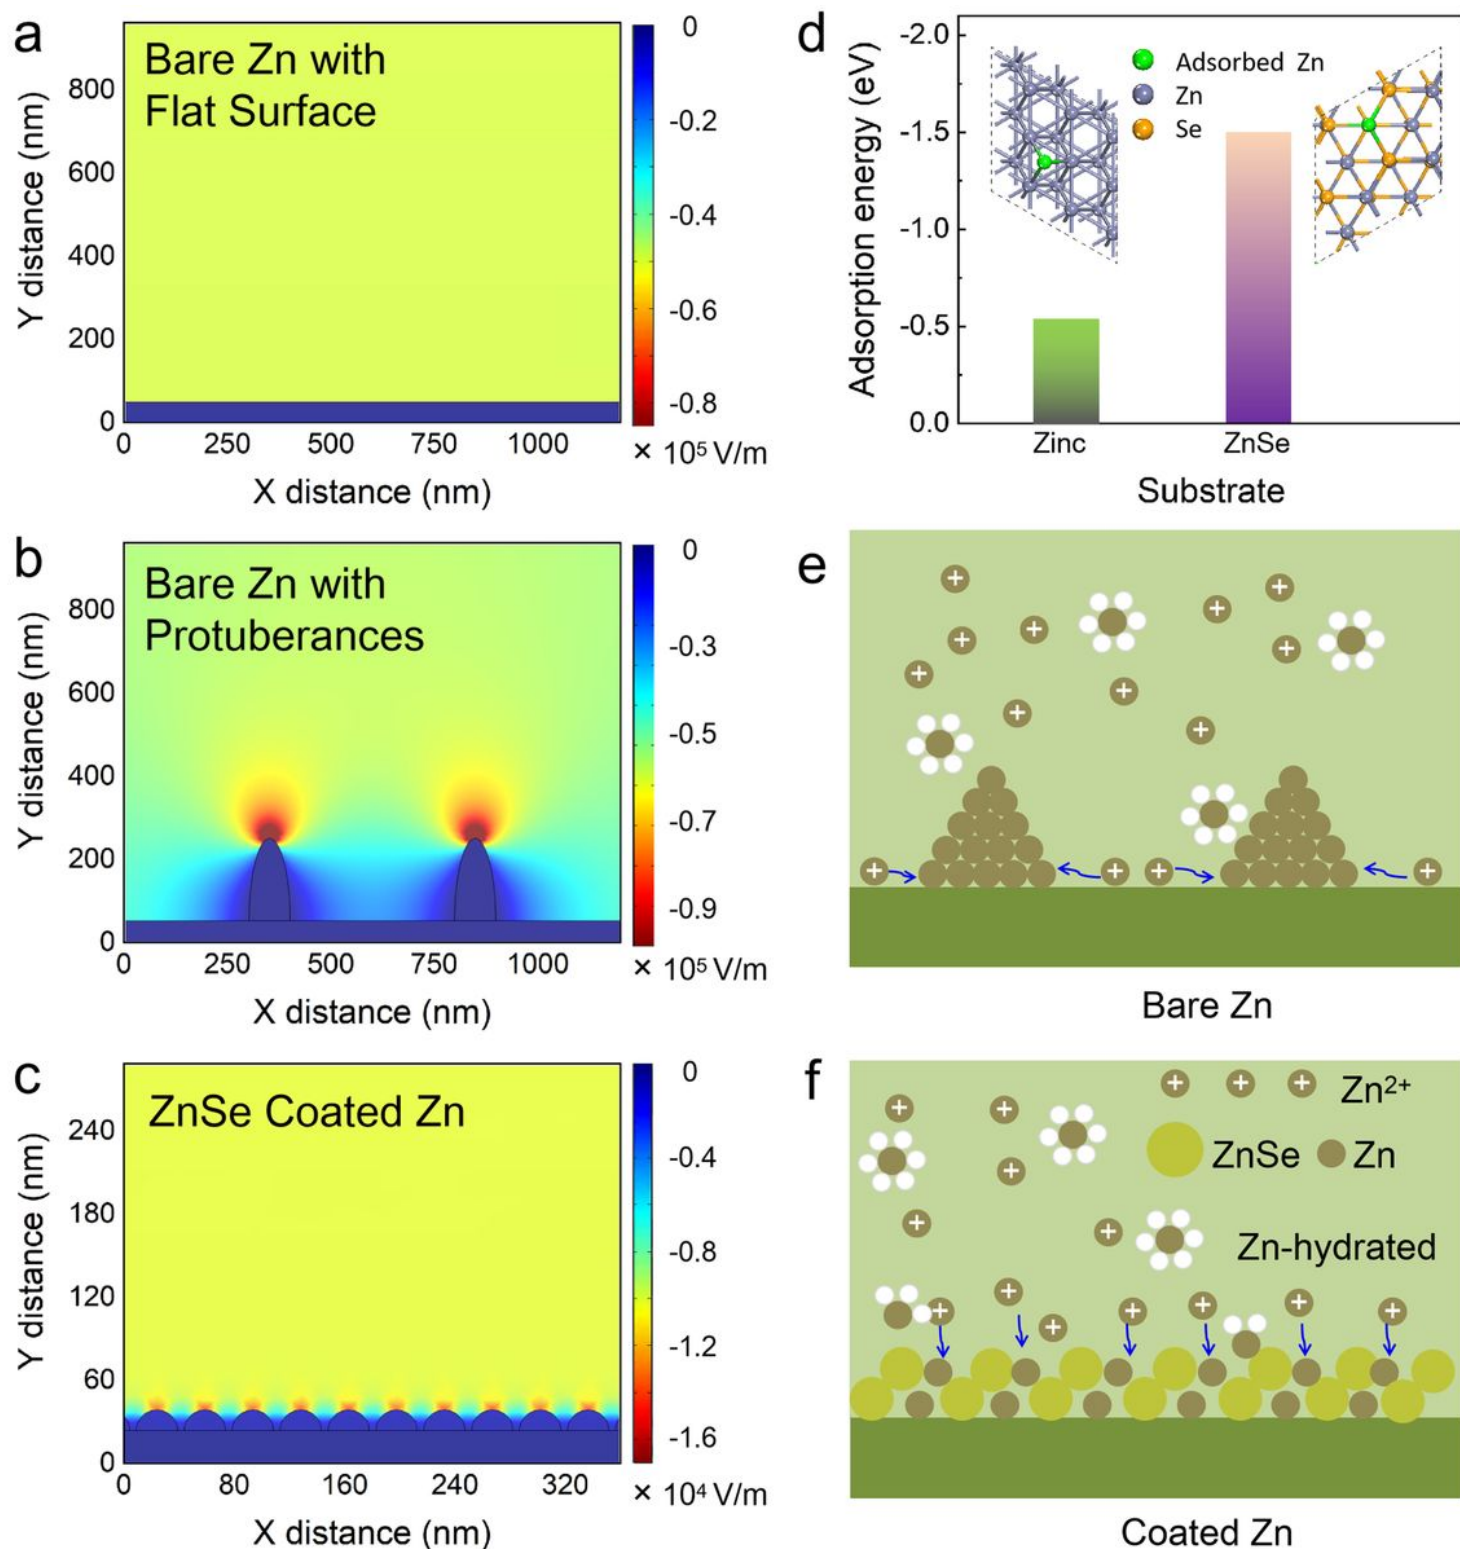 a
Bare Zn with
Flat Surface
Y distance (nm)
800
600
400
200
0
0 250 500 750 1000
X distance (nm)
0
-0.2
-0.4
-0.6
-0.8
× 10⁵ V/m
b
Bare Zn with
Protuberances
Y distance (nm)
800
600
400
200
0
0 250 500 750 1000
X distance (nm)
0
-0.3
-0.5
-0.7
-0.9
× 10⁵ V/m
c
ZnSe Coated Zn
Y distance (nm)
240
180
120
60
0
0 80 160 240 320
X distance (nm)
0
-0.4
-0.8
-1.2
-1.6
× 10⁴ V/m
d
Adsorption energy (eV)
-2.0
-1.5
-1.0
-0.5
0.0
Adsorbed Zn
Zn
Se
Zinc ZnSe
Substrate
e
Bare Zn
f
Zn²⁺
ZnSe Zn
Zn-hydrated
Coated Zn